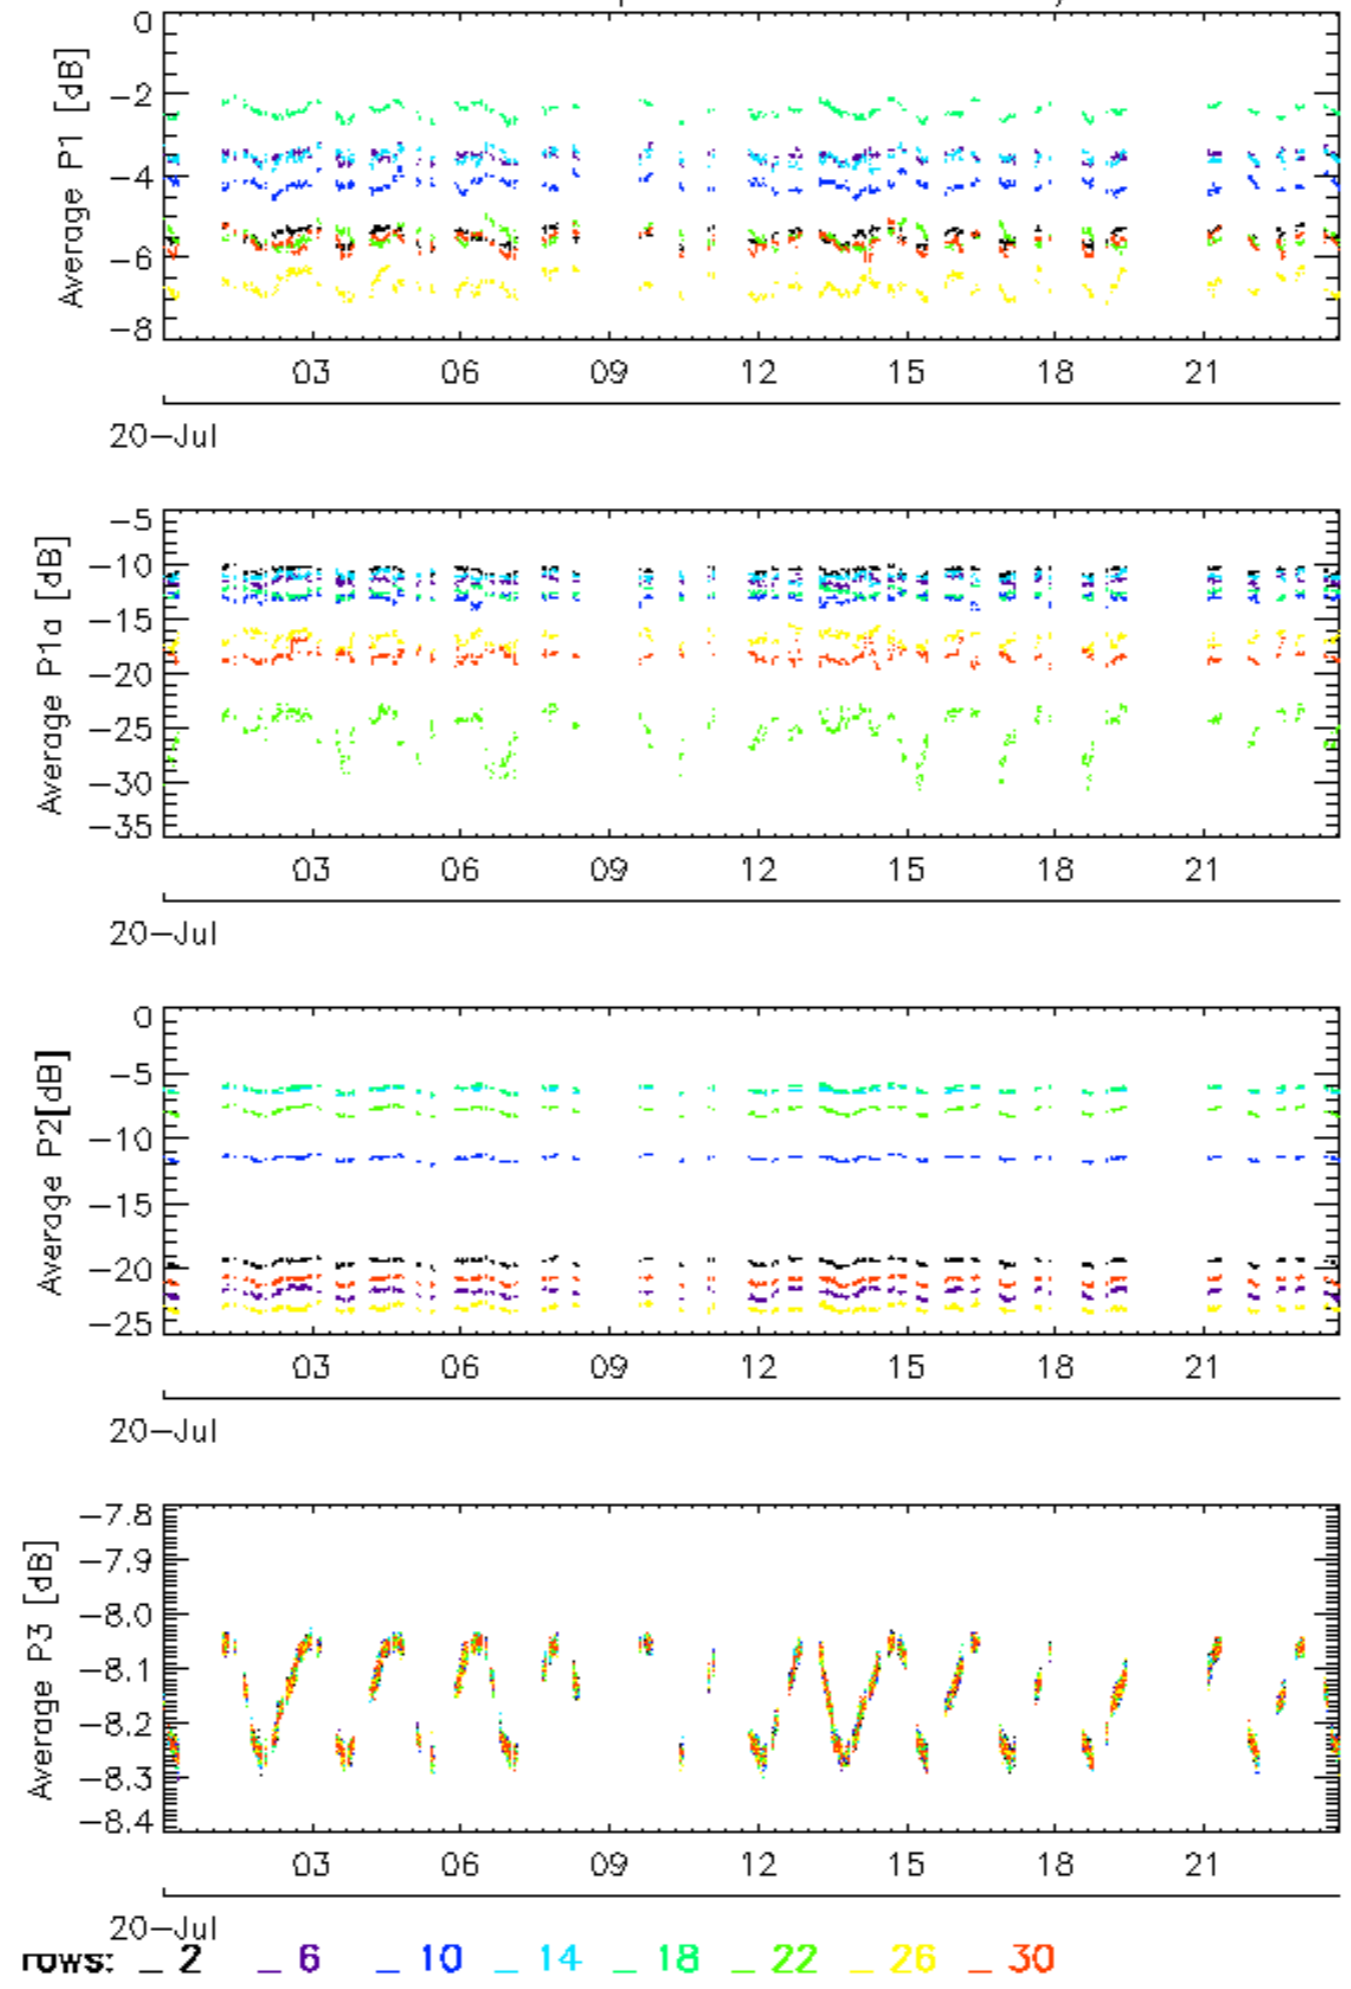 0
−2
−4
−6
−8
Average P1 [dB]
03 06 09 12 15 18 21
20−Jul
−5
−10
−15
−20
−25
−30
−35
Average P1a [dB]
03 06 09 12 15 18 21
20−Jul
0
−5
−10
−15
−20
−25
Average P2[dB]
03 06 09 12 15 18 21
20−Jul
−7.8
−7.9
−8.0
−8.1
−8.2
−8.3
−8.4
Average P3 [dB]
03 06 09 12 15 18 21
20−Jul
rows: _ 2 _ 6 _ 10 _ 14 _ 18 _ 22 _ 26 _ 30